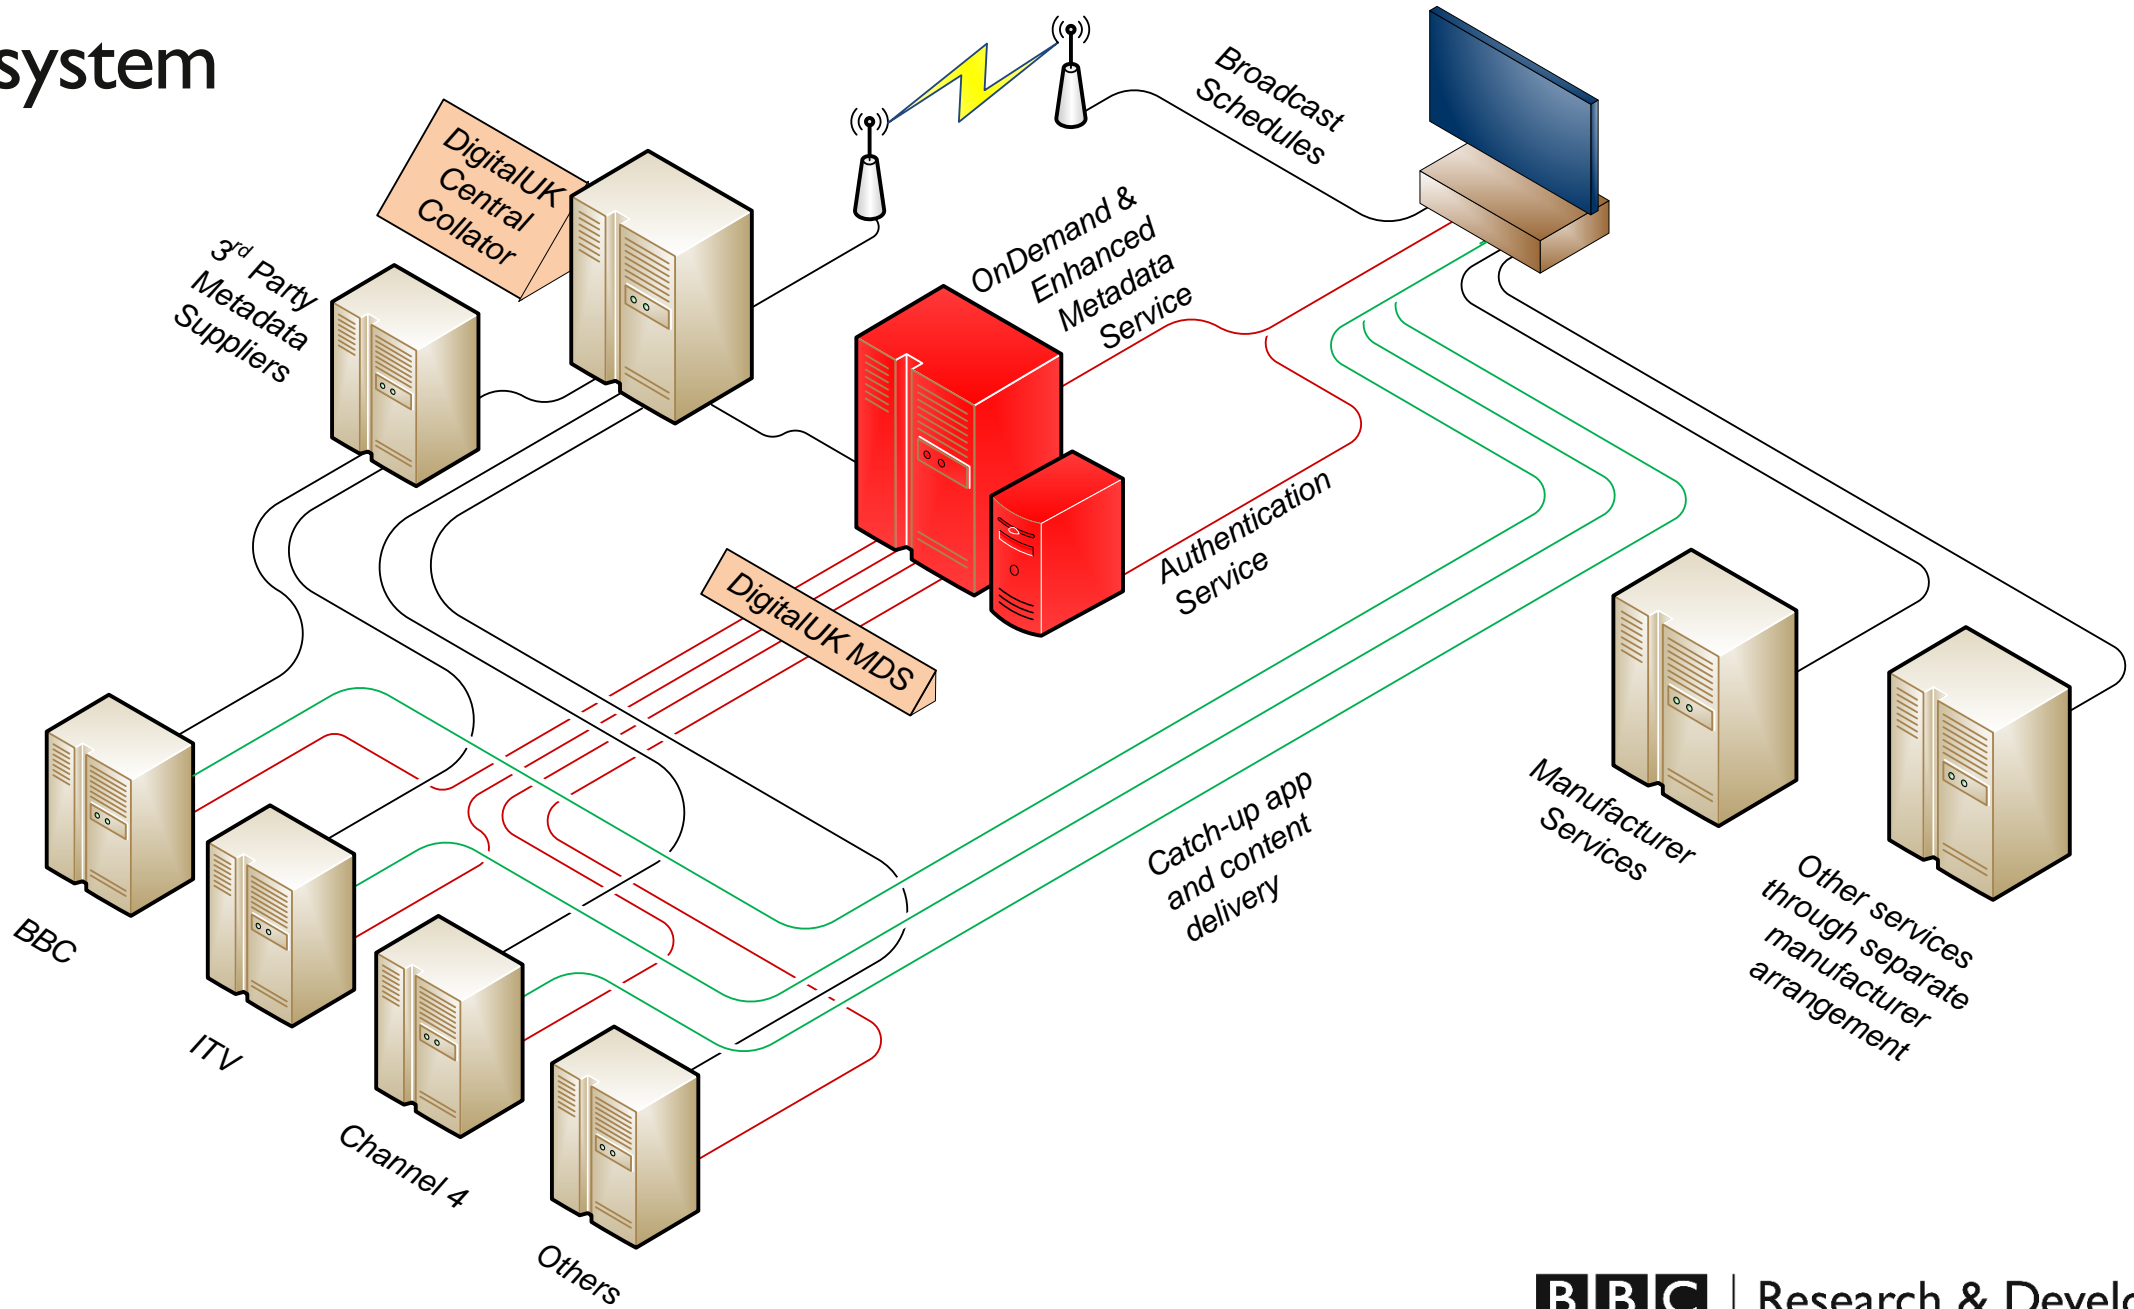 system
Broadcast
Schedules
DigitalUK
Central
Collator
3rd Party
Metadata
Suppliers
OnDemand &
Enhanced
Metadata
Service
Authentication
Service
DigitalUK MDS
Catch-up app
and content
delivery
Manufacturer
Services
Other services
through separate
manufacturer
arrangement
BBC
ITV
Channel 4
Others
BBC | Research & Develo